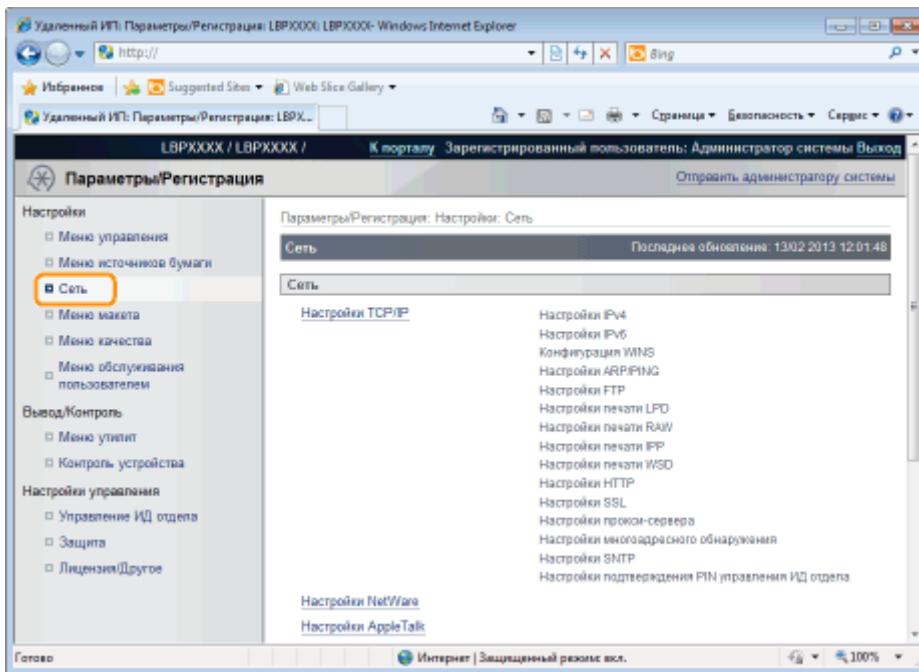 Удаленный ИП: Параметры/Регистрация: LBPXXXX: LBPXXXX- Windows Internet Explorer
http://
Bing
Избранное Suggested Sites Web Slice Gallery
Удаленный ИП: Параметры/Регистрация: LBPX...
Страница Безопасность Сервис
LBPXXXX / LBPXXXX /
К порталу Зарегистрированный пользователь: Администратор системы Выход
Параметры/Регистрация
Отправить администратору системы
Настройки
Меню управления
Меню источников бумаги
Сеть
Меню макета
Меню качества
Меню обслуживания
пользователем
Вывод/Контроль
Меню утилит
Контроль устройства
Настройки управления
Управление ИД отдела
Защита
Лицензия/Другое
Параметры/Регистрация: Настройки: Сеть
Сеть
Последнее обновление: 13/02 2013 12:01:48
Сеть
Настройки TCP/IP
Настройки IPv4
Настройки IPv6
Конфигурация WINS
Настройки ARP/PING
Настройки FTP
Настройки печати LPD
Настройки печати RAW
Настройки печати IPP
Настройки печати WSD
Настройки HTTP
Настройки SSL
Настройки прокси-сервера
Настройки многоадресного обнаружения
Настройки SNTP
Настройки подтверждения PIN управления ИД отдела
Настройки NetWare
Настройки AppleTalk
Готово
Интернет | Защищенный режим: вкл.
100%